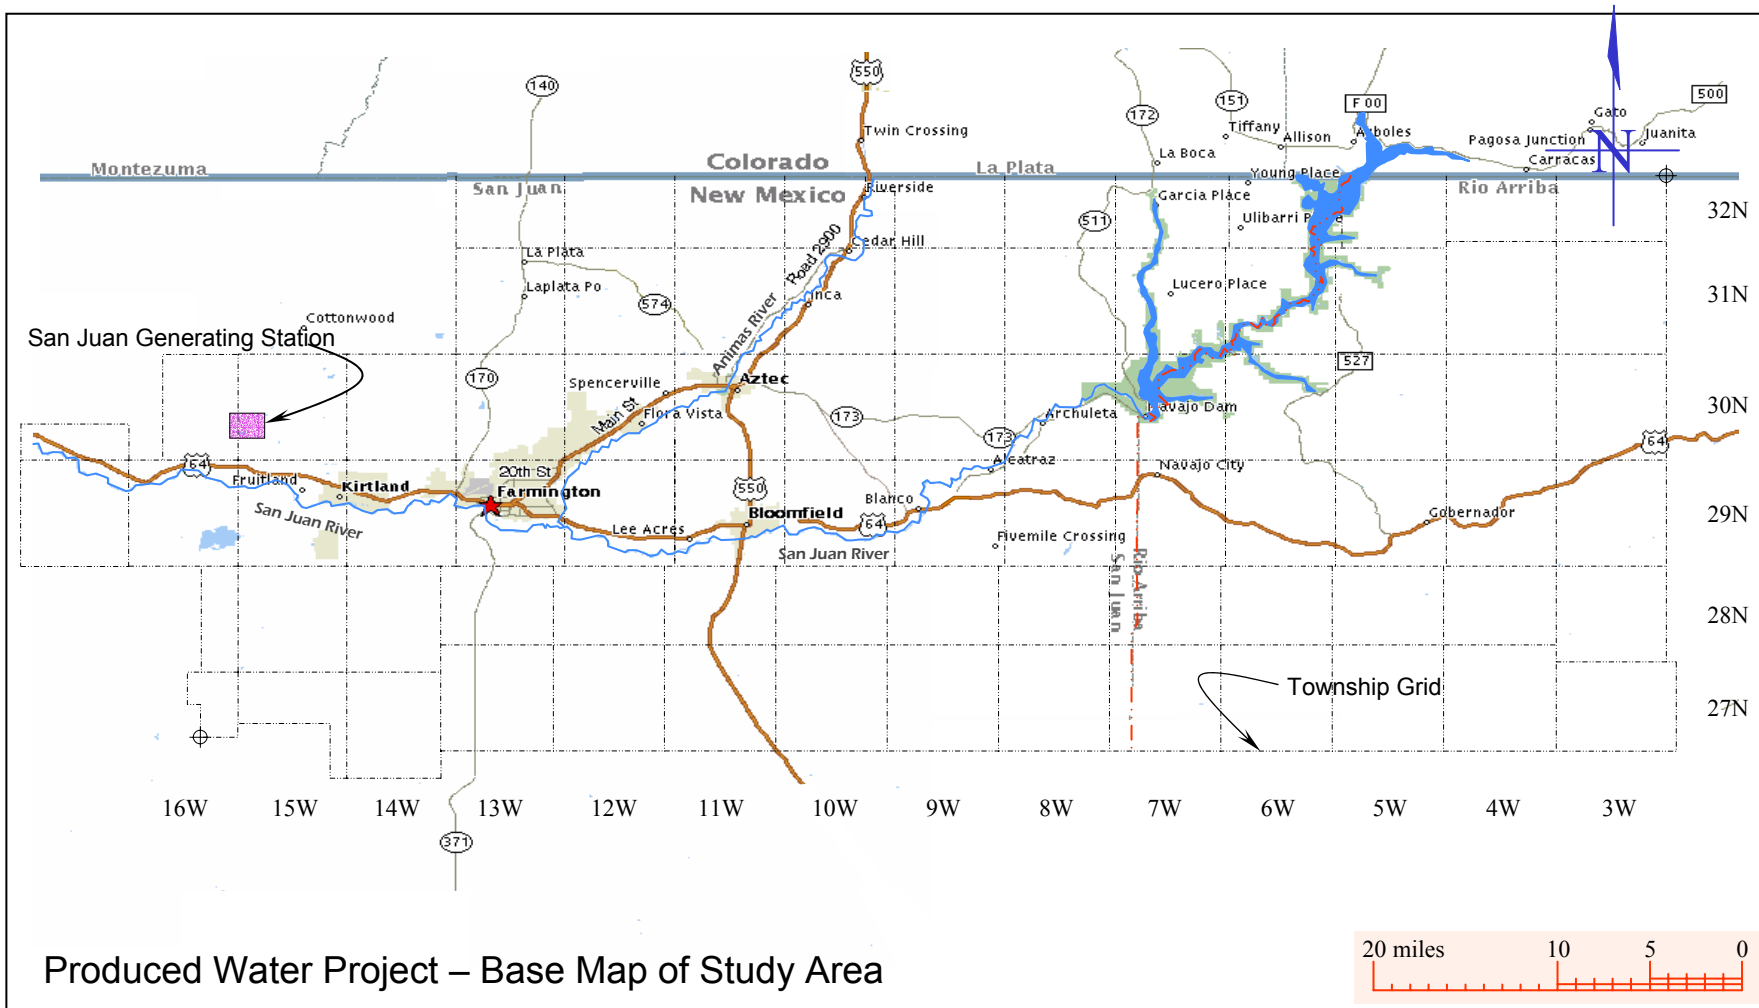 550
140
F 00
500
172
151
Gato
Twin Crossing
Tiffany
Allison
Arboles
Pagosa Junction
Juanita
N
La Boca
Carracas
Montezuma
Colorado
La Plata
San Juan
New Mexico
Riverside
Young Place
Rio Arriba
Garcia Place
32N
511
Ulibarri P
Cedar Hill
La Plata
Road 2900
Lucero Place
Laplata Po
574
Inca
31N
Cottonwood
San Juan Generating Station
Animas River
527
170
Spencerville
Aztec
30N
Main St
Flora Vista
173
Archuleta
Navajo Dam
173
64
64
20th St
Alcatraz
Navajo City
Fruitland
Kirtland
Farmington
550
Blanco
San Juan River
Bloomfield
64
Gobernador
29N
Lee Acres
San Juan River
Fivemile Crossing
San Juan
Rio Arriba
28N
Township Grid
27N
16W 15W 14W 13W 12W 11W 10W 9W 8W 7W 6W 5W 4W 3W
371
Produced Water Project – Base Map of Study Area
20 miles 10 5 0